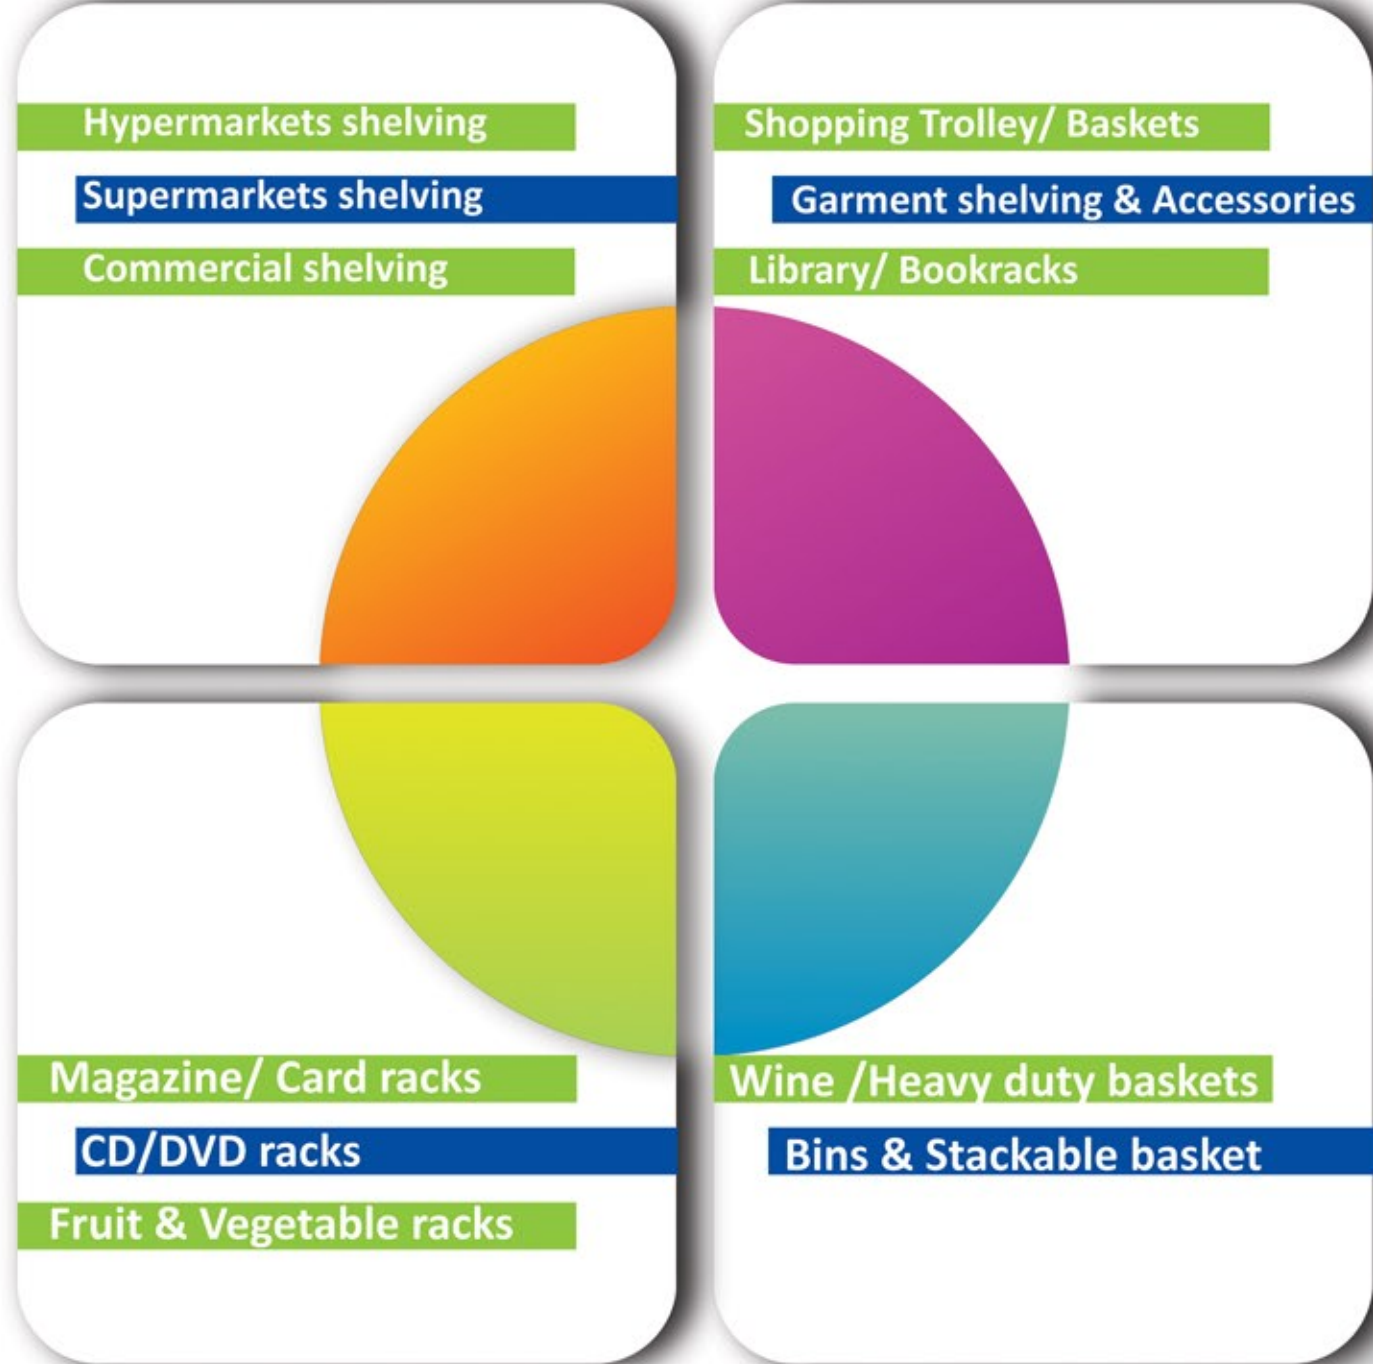 Hypermarkets shelving
Supermarkets shelving
Commercial shelving
Shopping Trolley/ Baskets
Garment shelving & Accessories
Library/ Bookracks
Magazine/ Card racks
CD/DVD racks
Fruit & Vegetable racks
Wine /Heavy duty baskets
Bins & Stackable basket